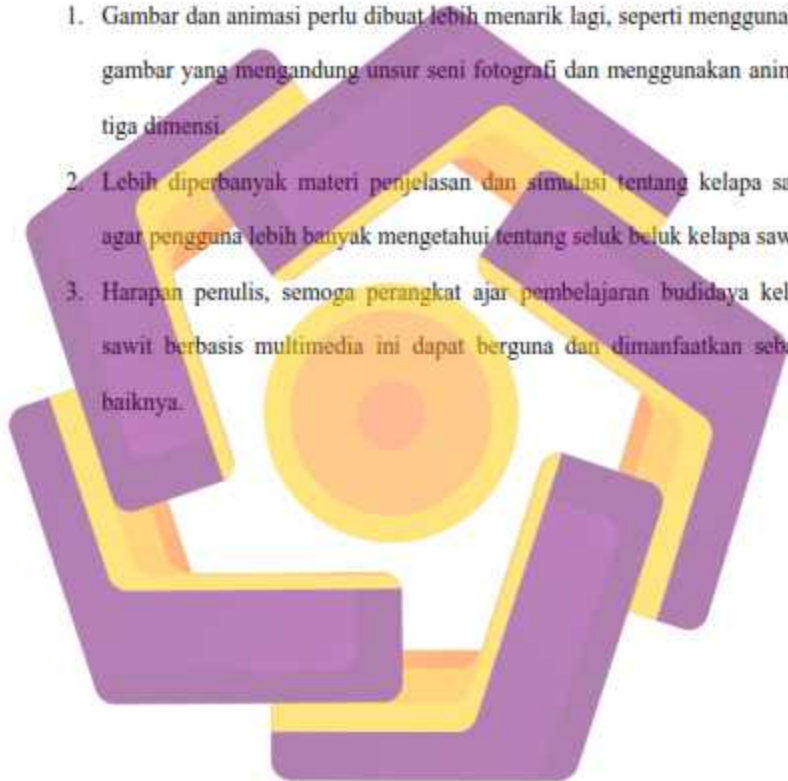 1. Gambar dan animasi perlu dibuat lebih menarik lagi, seperti mengguna
gambar yang mengandung unsur seni fotografi dan menggunakan anim
tiga dimensi.
2. Lebih diperbanyak materi penjelasan dan simulasi tentang kelapa sa
agar pengguna lebih banyak mengetahui tentang seluk beluk kelapa saw
3. Harapan penulis, semoga perangkat ajar pembelajaran budidaya kel
sawit berbasis multimedia ini dapat berguna dan dimanfaatkan seba
baiknya.